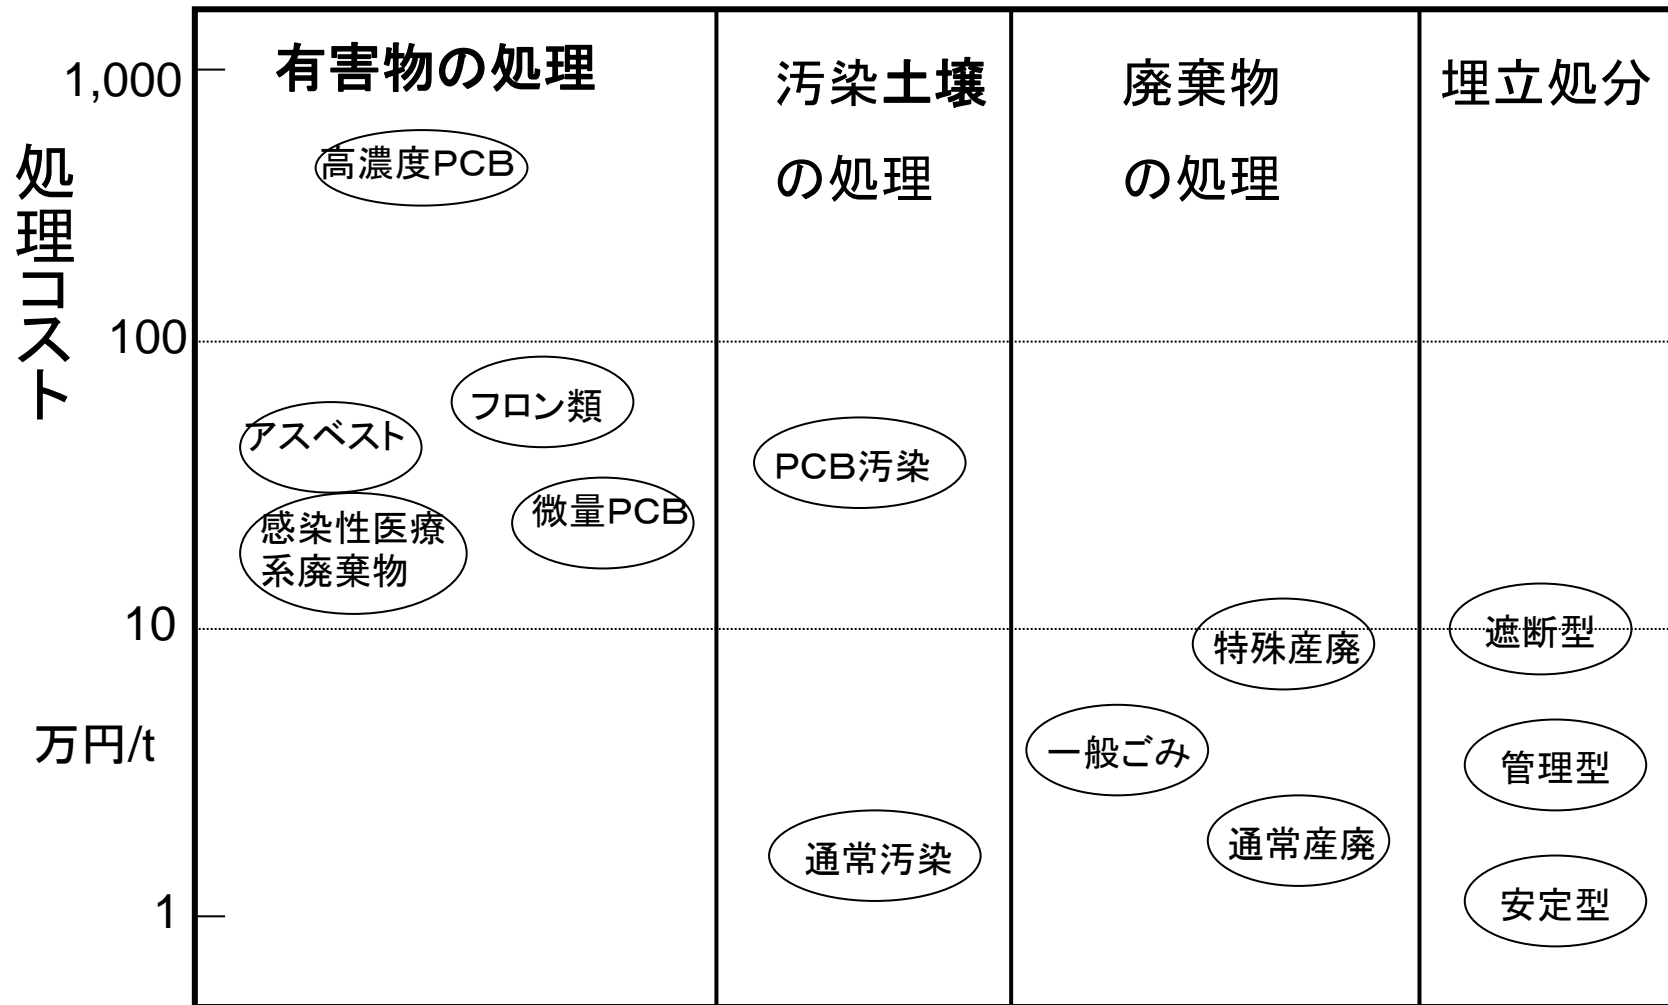 処理コスト
1,000
100
10
万円/t
1
有害物の処理
高濃度PCB
フロン類
アスベスト
微量PCB
感染性医療
系廃棄物
汚染土壌
の処理
PCB汚染
通常汚染
廃棄物
の処理
特殊産廃
一般ごみ
通常産廃
埋立処分
遮断型
管理型
安定型